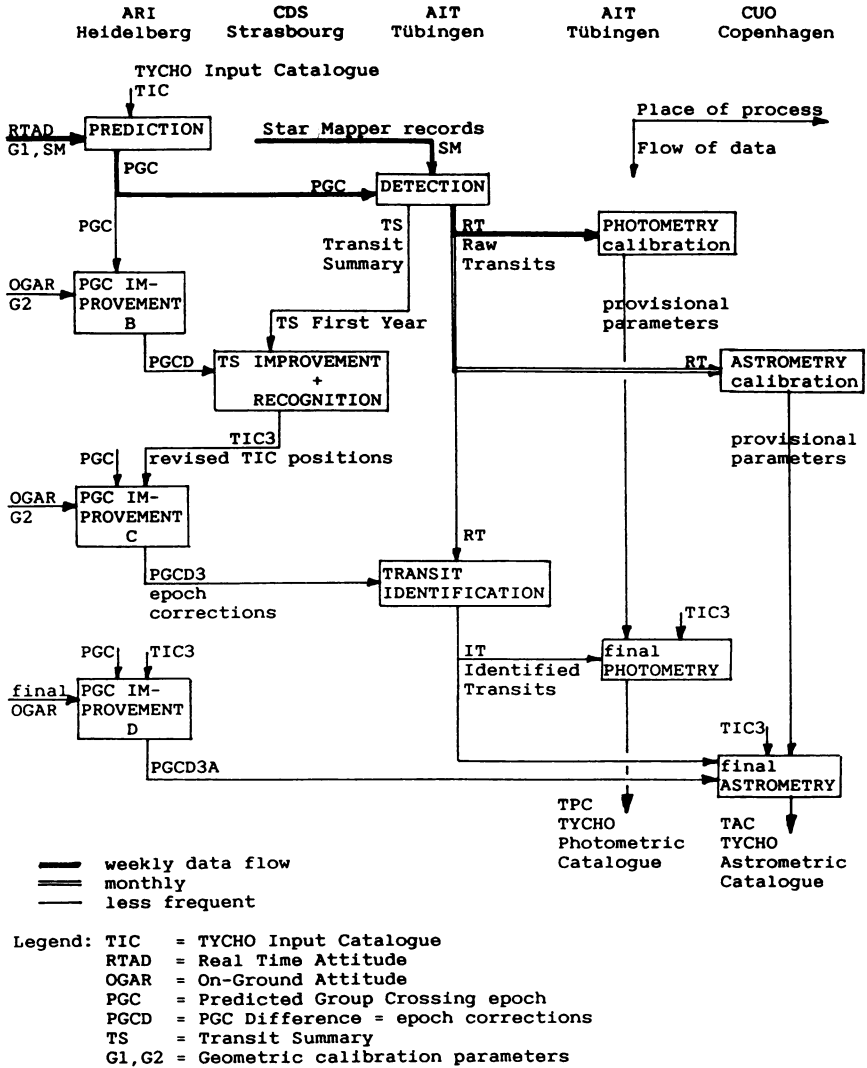 ARI CDS AIT AIT CUO
Heidelberg Strasbourg Tübingen Tübingen Copenhagen
TYCHO Input Catalogue
TIC
RTAD
G1,SM
PREDICTION
PGC
Star Mapper records
SM
Place of process
Flow of data
PGC
DETECTION
PGC
TS
Transit
Summary
RT
Raw
Transits
PHOTOMETRY
calibration
OGAR
G2
PGC IM-
PROVEMENT
B
TS First Year
provisional
parameters
PGCD
TS IMPROVEMENT
+
RECOGNITION
RT
ASTROMETRY
calibration
TIC3
revised TIC positions
provisional
parameters
PGC
OGAR
G2
PGC IM-
PROVEMENT
C
RT
PGCD3
epoch
corrections
TRANSIT
IDENTIFICATION
TIC3
PGC
TIC3
IT
Identified
Transits
final
PHOTOMETRY
final
OGAR
PGC IM-
PROVEMENT
D
TIC3
PGCD3A
final
ASTROMETRY
TPC
TYCHO
Photometric
Catalogue
TAC
TYCHO
Astrometric
Catalogue
weekly data flow
monthly
less frequent
Legend: TIC = TYCHO Input Catalogue
RTAD = Real Time Attitude
OGAR = On-Ground Attitude
PGC = Predicted Group Crossing epoch
PGCD = PGC Difference = epoch corrections
TS = Transit Summary
G1,G2 = Geometric calibration parameters